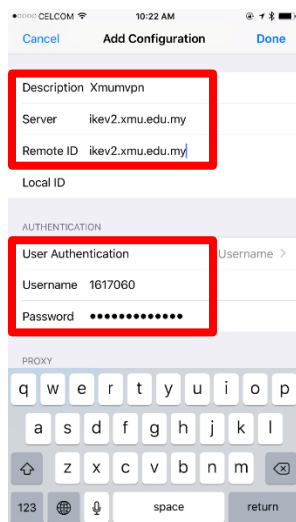 CELCOM 10:22 AM
Cancel Add Configuration Done
Description Xmumvpn
Server ikev2.xmu.edu.my
Remote ID ikev2.xmu.edu.my
Local ID
AUTHENTICATION
User Authentication Username >
Username 1617060
Password •••••••••••••
PROXY
q w e r t y u i o p
a s d f g h j k l
z x c v b n m
123 space return